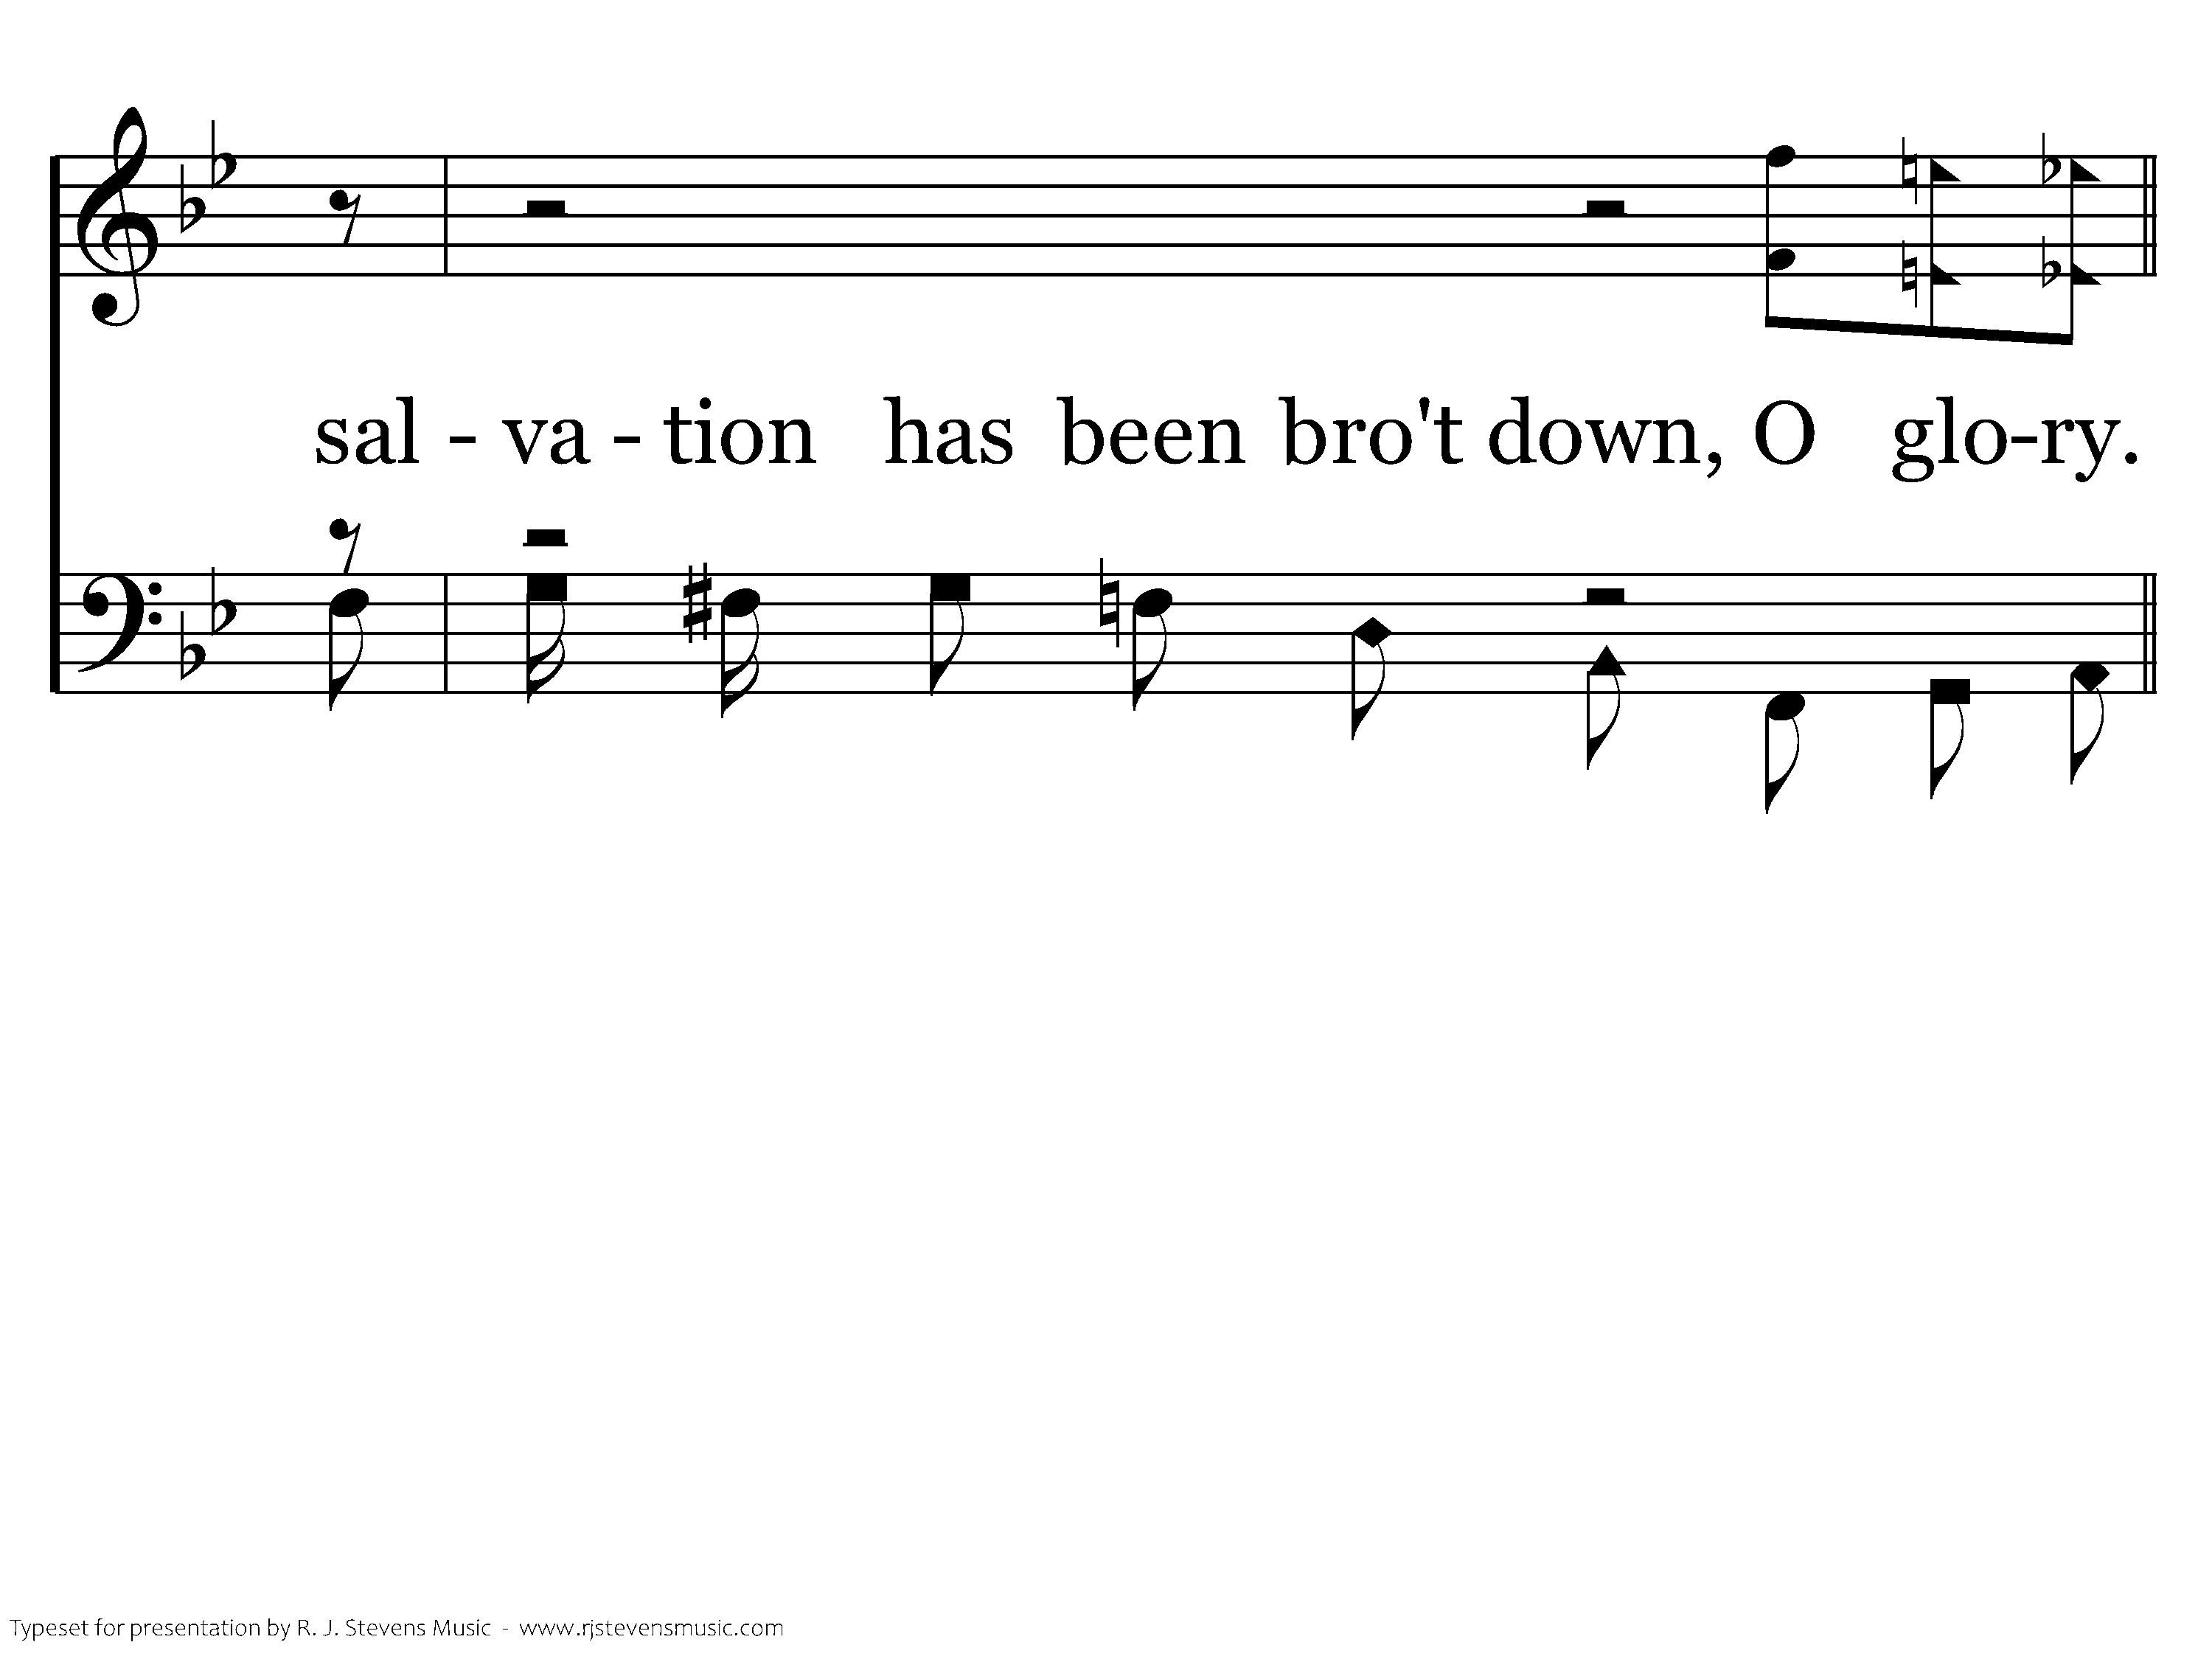 sal - va - tion has been bro't down, O glo-ry.
Typeset for presentation by R. J. Stevens Music - www.rjstevensmusic.com